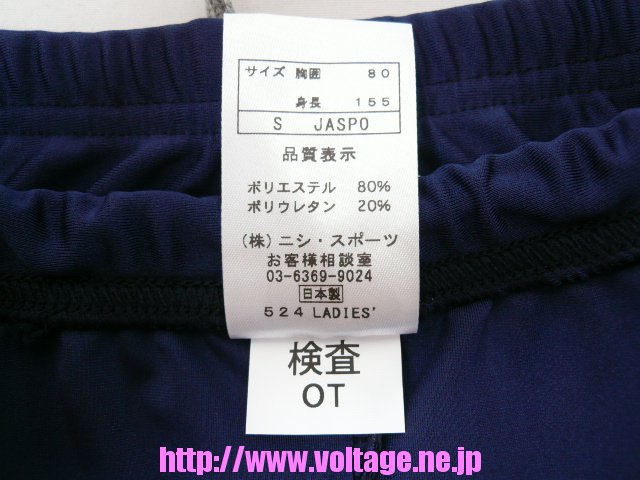 サイズ 胸囲 80
身長 155
S JASPO
品質表示
ポリエステル 80%
ポリウレタン 20%
(株)ニシ・スポーツ
お客様相談室
03-6369-9024
日本製
524 LADIES'
検査
OT
http://www.voltage.ne.jp